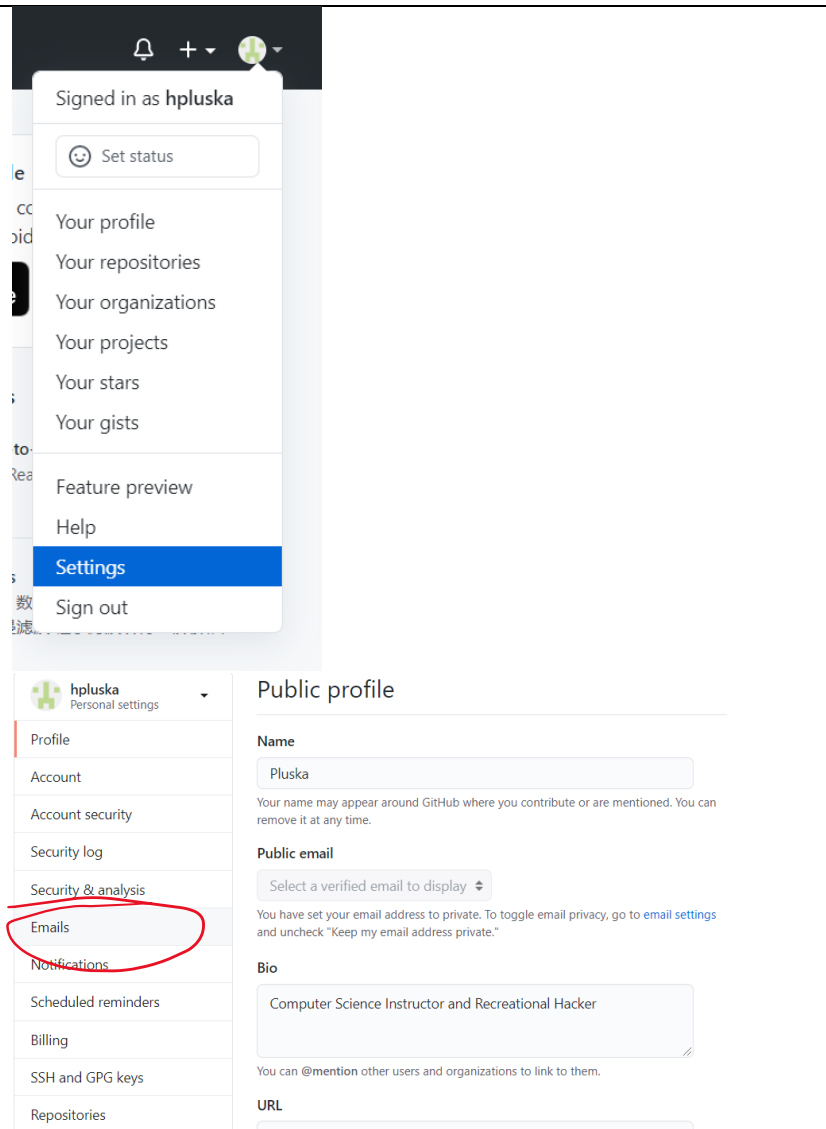 Signed in as hpluska
Set status
le
Your profile
Your repositories
Your organizations
Your projects
Your stars
Your gists
to-
Rea
Feature preview
Help
Settings
数
Sign out
滤
hpluska
Personal settings
Profile
Account
Account security
Security log
Security & analysis
Emails
Notifications
Scheduled reminders
Billing
SSH and GPG keys
Repositories
Public profile
Name
Pluska
Your name may appear around GitHub where you contribute or are mentioned. You can
remove it at any time.
Public email
Select a verified email to display
You have set your email address to private. To toggle email privacy, go to email settings
and uncheck "Keep my email address private."
Bio
Computer Science Instructor and Recreational Hacker
You can @mention other users and organizations to link to them.
URL